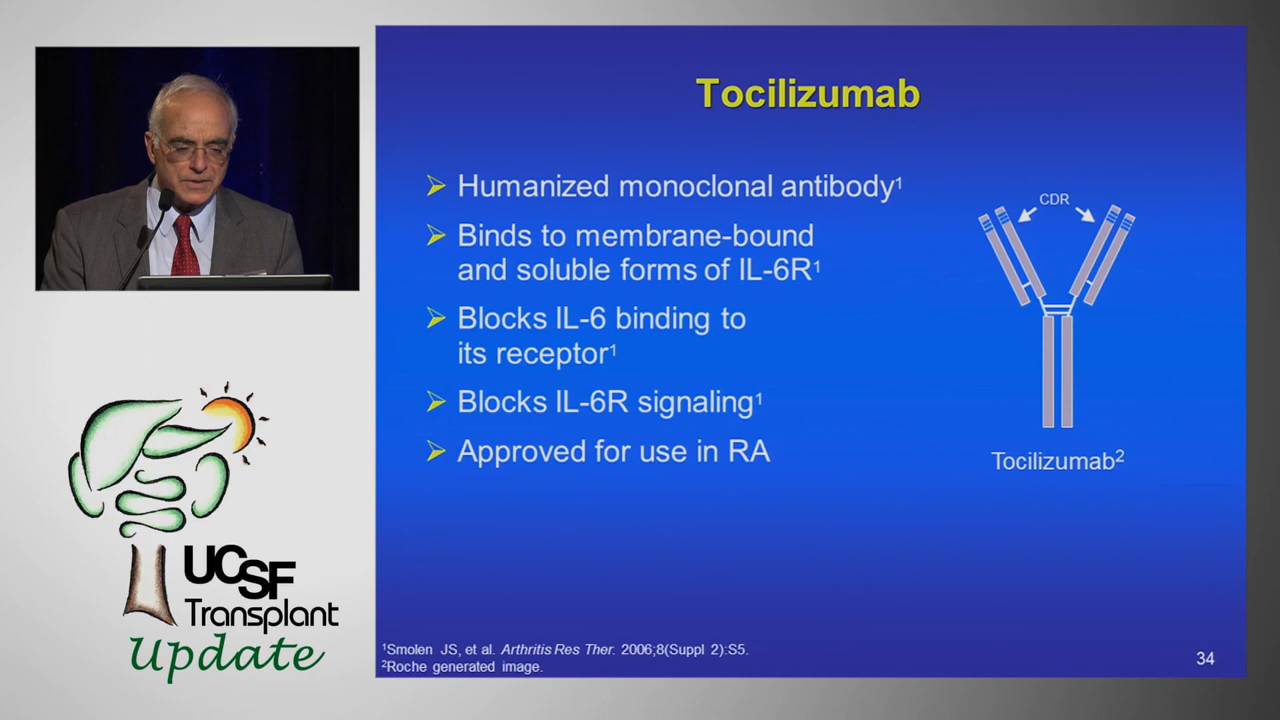 Tocilizumab
➢ Humanized monoclonal antibody¹
➢ Binds to membrane-bound
and soluble forms of IL-6R¹
➢ Blocks IL-6 binding to
its receptor¹
➢ Blocks IL-6R signaling¹
➢ Approved for use in RA
CDR
Tocilizumab²
¹Smolen JS, et al. Arthritis Res Ther. 2006;8(Suppl 2):S5.
²Roche generated image.
34
UCSF
Transplant
Update